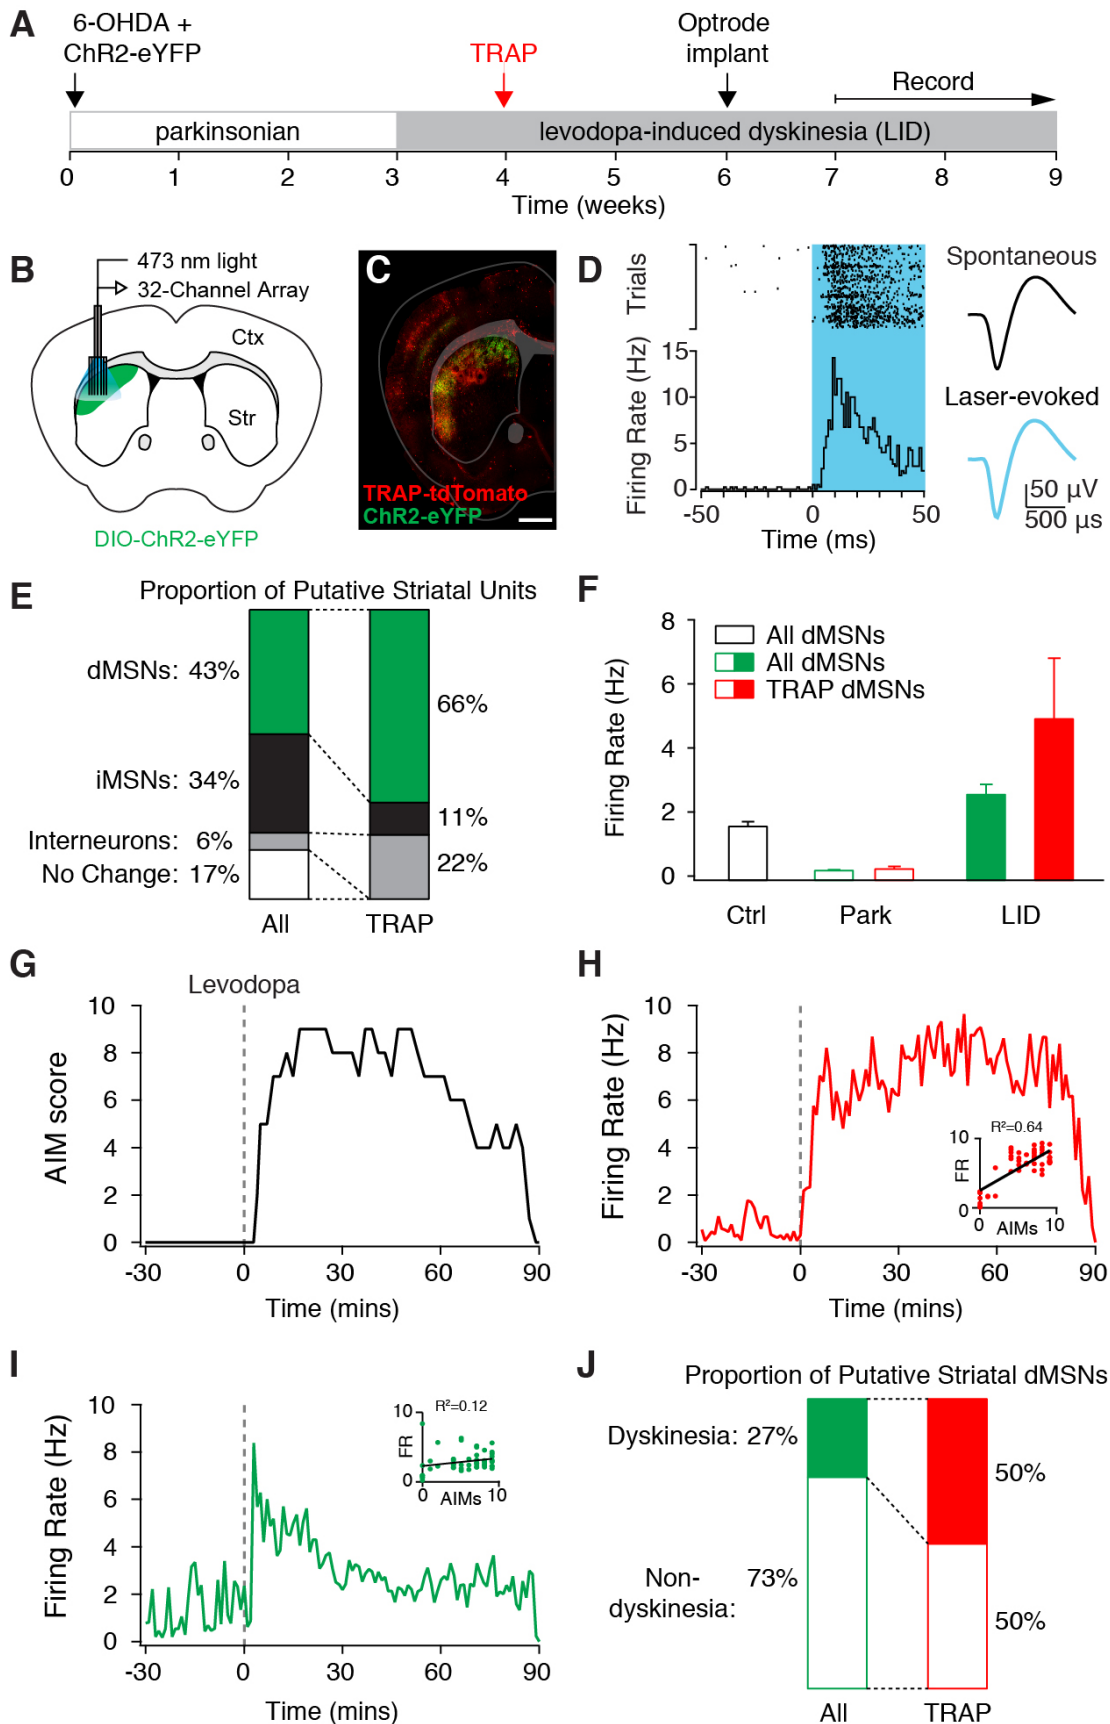 A
6-OHDA +
ChR2-eYFP
TRAP
Optrode
implant
Record
parkinsonian
levodopa-induced dyskinesia (LID)
0 1 2 3 4 5 6 7 8 9
Time (weeks)
B
473 nm light
32-Channel Array
Ctx
Str
DIO-ChR2-eYFP
C
TRAP-tdTomato
ChR2-eYFP
D
Trials
Firing Rate (Hz)
15
10
5
0
-50 0 50
Time (ms)
Spontaneous
Laser-evoked
50 µV
500 µs
E
Proportion of Putative Striatal Units
dMSNs: 43%
66%
iMSNs: 34%
11%
Interneurons: 6%
22%
No Change: 17%
All TRAP
F
Firing Rate (Hz)
8
6
4
2
0
All dMSNs
All dMSNs
TRAP dMSNs
Ctrl Park LID
G
Levodopa
AIM score
10
8
6
4
2
0
-30 0 30 60 90
Time (mins)
H
Firing Rate (Hz)
10
8
6
4
2
0
R²=0.64
10
FR
0
0 10
AIMs
-30 0 30 60 90
Time (mins)
I
Firing Rate (Hz)
10
8
6
4
2
0
R²=0.12
10
FR
0
0 10
AIMs
-30 0 30 60 90
Time (mins)
J
Proportion of Putative Striatal dMSNs
Dyskinesia: 27%
50%
Non-
dyskinesia:
73%
50%
All TRAP